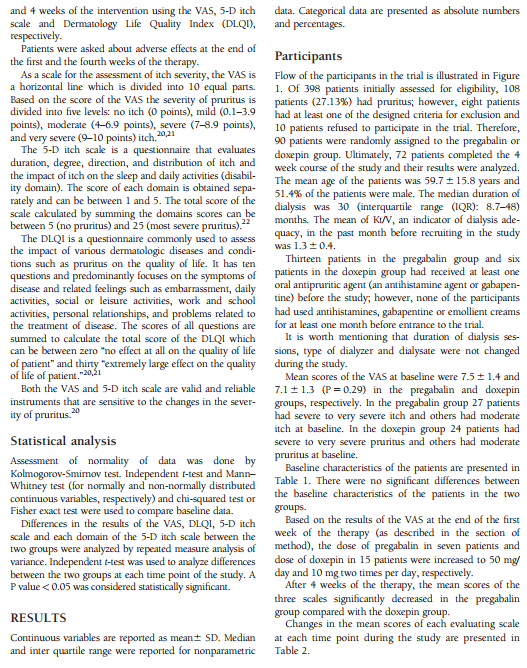 and 4 weeks of the intervention using the VAS, 5-D itch
scale and Dermatology Life Quality Index (DLQI),
respectively.
Patients were asked about adverse effects at the end of
the first and the fourth weeks of the therapy.
As a scale for the assessment of itch severity, the VAS is
a horizontal line which is divided into 10 equal parts.
Based on the score of the VAS the severity of pruritus is
divided into five levels: no itch (0 points), mild (0.1–3.9
points), moderate (4–6.9 points), severe (7–8.9 points),
and very severe (9–10 points) itch.20,21
The 5-D itch scale is a questionnaire that evaluates
duration, degree, direction, and distribution of itch and
the impact of itch on the sleep and daily activities (disabil-
ity domain). The score of each domain is obtained sepa-
rately and can be between 1 and 5. The total score of the
scale calculated by summing the domains scores can be
between 5 (no pruritus) and 25 (most severe pruritus).22
The DLQI is a questionnaire commonly used to assess
the impact of various dermatologic diseases and condi-
tions such as pruritus on the quality of life. It has ten
questions and predominantly focuses on the symptoms of
disease and related feelings such as embarrassment, daily
activities, social or leisure activities, work and school
activities, personal relationships, and problems related to
the treatment of disease. The scores of all questions are
summed to calculate the total score of the DLQI which
can be between zero “no effect at all on the quality of life
of patient” and thirty “extremely large effect on the quality
of life of patient.”20,21
Both the VAS and 5-D itch scale are valid and reliable
instruments that are sensitive to the changes in the sever-
ity of pruritus.20
Statistical analysis
Assessment of normality of data was done by
Kolmogorov-Smirnov test. Independent t-test and Mann–
Whitney test (for normally and non-normally distributed
continuous variables, respectively) and chi-squared test or
Fisher exact test were used to compare baseline data.
Differences in the results of the VAS, DLQI, 5-D itch
scale and each domain of the 5-D itch scale between the
two groups were analyzed by repeated measure analysis of
variance. Independent t-test was used to analyze differences
between the two groups at each time point of the study. A
P value < 0.05 was considered statistically significant.
RESULTS
Continuous variables are reported as mean± SD. Median
and inter quartile range were reported for nonparametric
data. Categorical data are presented as absolute numbers
and percentages.
Participants
Flow of the participants in the trial is illustrated in Figure
1. Of 398 patients initially assessed for eligibility, 108
patients (27.13%) had pruritus; however, eight patients
had at least one of the designed criteria for exclusion and
10 patients refused to participate in the trial. Therefore,
90 patients were randomly assigned to the pregabalin or
doxepin group. Ultimately, 72 patients completed the 4
week course of the study and their results were analyzed.
The mean age of the patients was 59.7 ± 15.8 years and
51.4% of the patients were male. The median duration of
dialysis was 30 (interquartile range (IQR): 8.7–48)
months. The mean of Kt/V, an indicator of dialysis ade-
quacy, in the past month before recruiting in the study
was 1.3 ± 0.4.
Thirteen patients in the pregabalin group and six
patients in the doxepin group had received at least one
oral antipruritic agent (an antihistamine agent or gabapen-
tine) before the study; however, none of the participants
had used antihistamines, gabapentine or emollient creams
for at least one month before entrance to the trial.
It is worth mentioning that duration of dialysis ses-
sions, type of dialyzer and dialysate were not changed
during the study.
Mean scores of the VAS at baseline were 7.5 ± 1.4 and
7.1 ± 1.3 (P = 0.29) in the pregabalin and doxepin
groups, respectively. In the pregabalin group 27 patients
had severe to very severe itch and others had moderate
itch at baseline. In the doxepin group 24 patients had
severe to very severe pruritus and others had moderate
pruritus at baseline.
Baseline characteristics of the patients are presented in
Table 1. There were no significant differences between
the baseline characteristics of the patients in the two
groups.
Based on the results of the VAS at the end of the first
week of the therapy (as described in the section of
method), the dose of pregabalin in seven patients and
dose of doxepin in 15 patients were increased to 50 mg/
day and 10 mg two times per day, respectively.
After 4 weeks of the therapy, the mean scores of the
three scales significantly decreased in the pregabalin
group compared with the doxepin group.
Changes in the mean scores of each evaluating scale
at each time point during the study are presented in
Table 2.